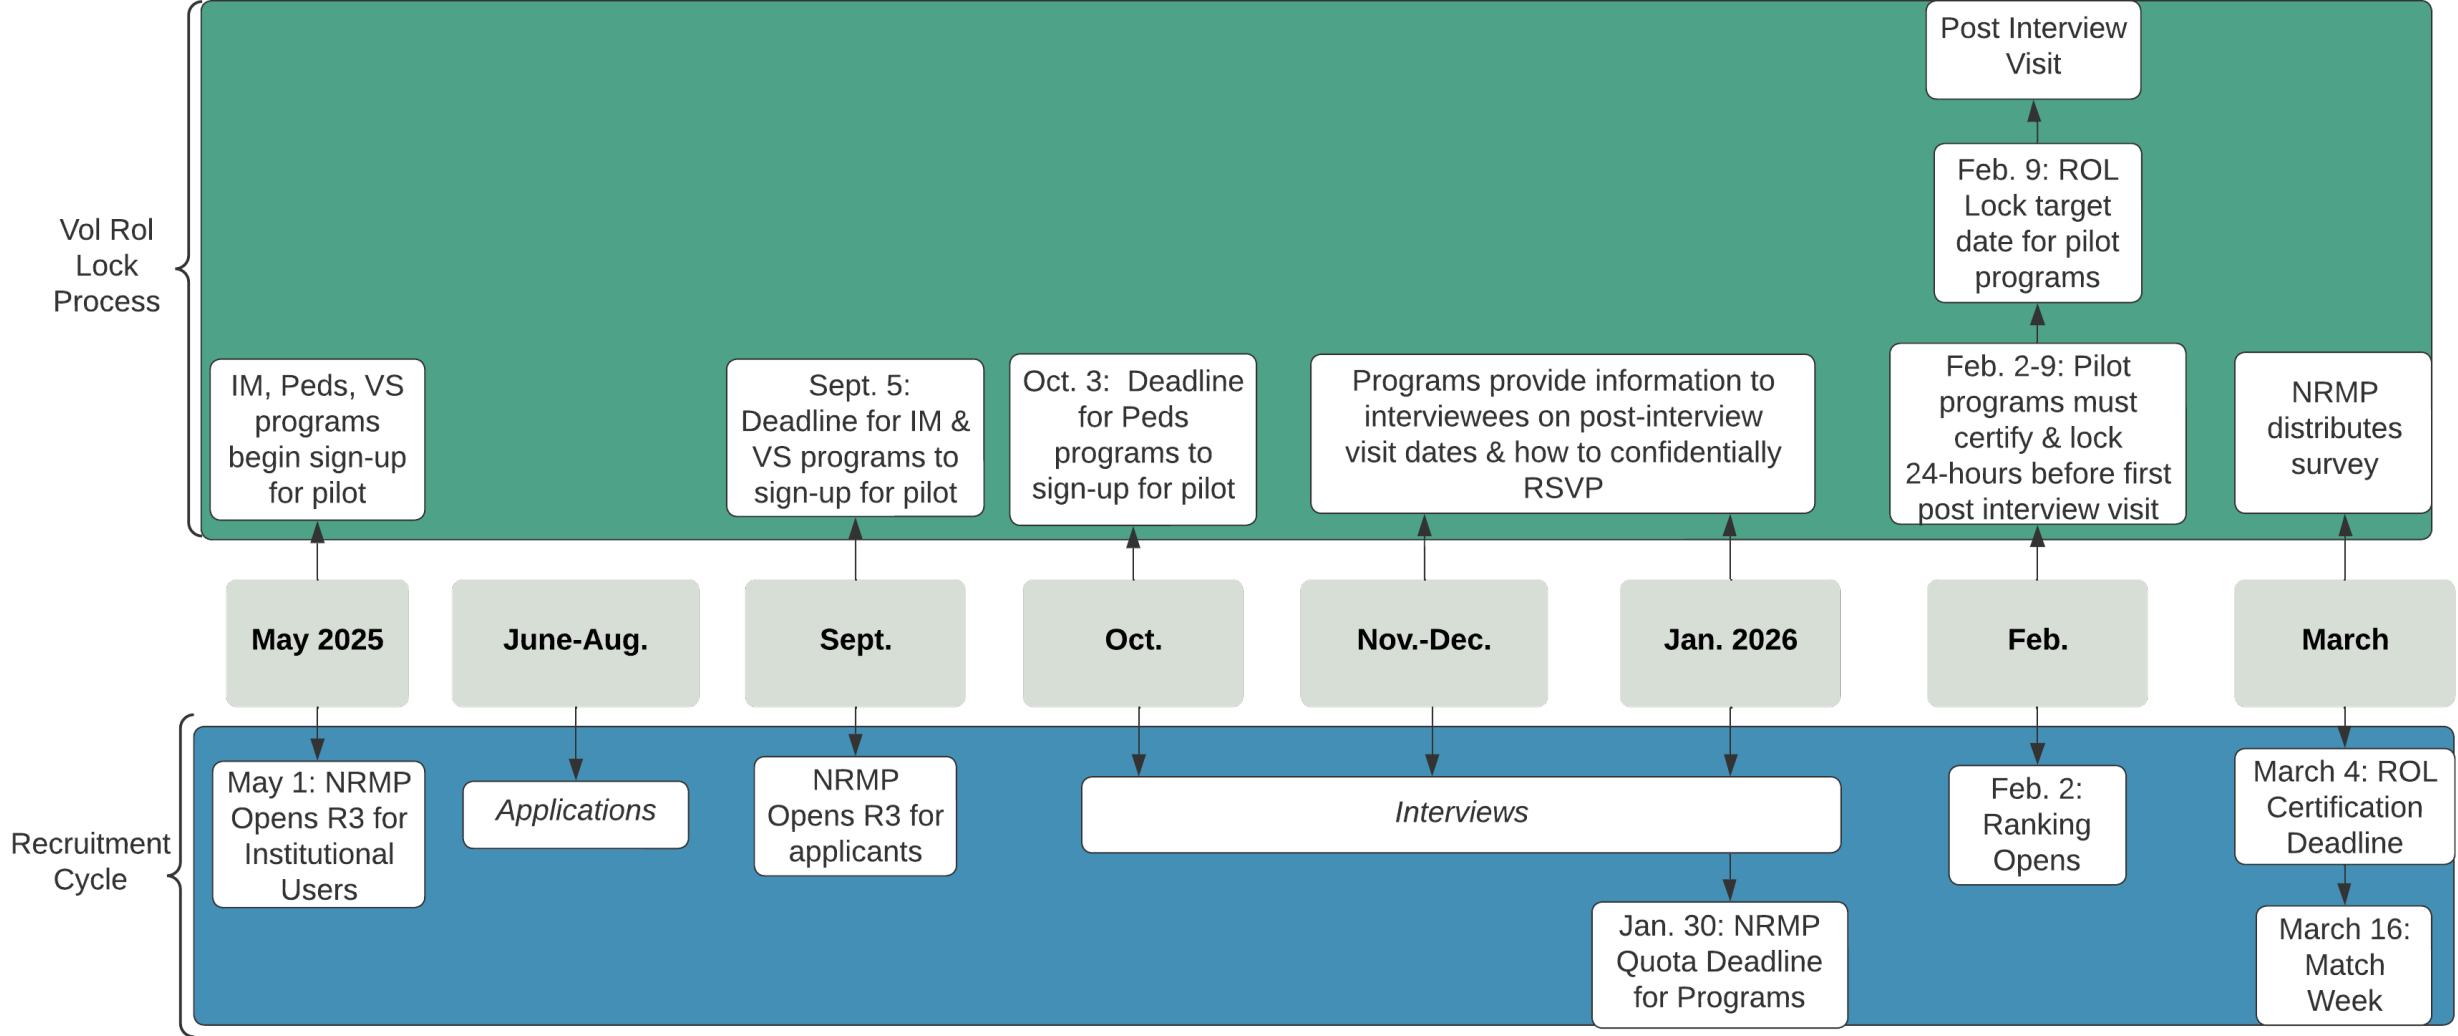 Post Interview
Visit
Feb. 9: ROL
Lock target
date for pilot
programs
Vol Rol
Lock
Process
IM, Peds, VS
programs
begin sign-up
for pilot
Sept. 5:
Deadline for IM &
VS programs to
sign-up for pilot
Oct. 3:  Deadline
for Peds
programs to
sign-up for pilot
Programs provide information to
interviewees on post-interview
visit dates & how to confidentially
RSVP
Feb. 2-9: Pilot
programs must
certify & lock
24-hours before first
post interview visit
NRMP
distributes
survey
May 2025
June-Aug.
Sept.
Oct.
Nov.-Dec.
Jan. 2026
Feb.
March
Recruitment
Cycle
May 1: NRMP
Opens R3 for
Institutional
Users
Applications
NRMP
Opens R3 for
applicants
Interviews
Jan. 30: NRMP
Quota Deadline
for Programs
Feb. 2:
Ranking
Opens
March 4: ROL
Certification
Deadline
March 16:
Match
Week